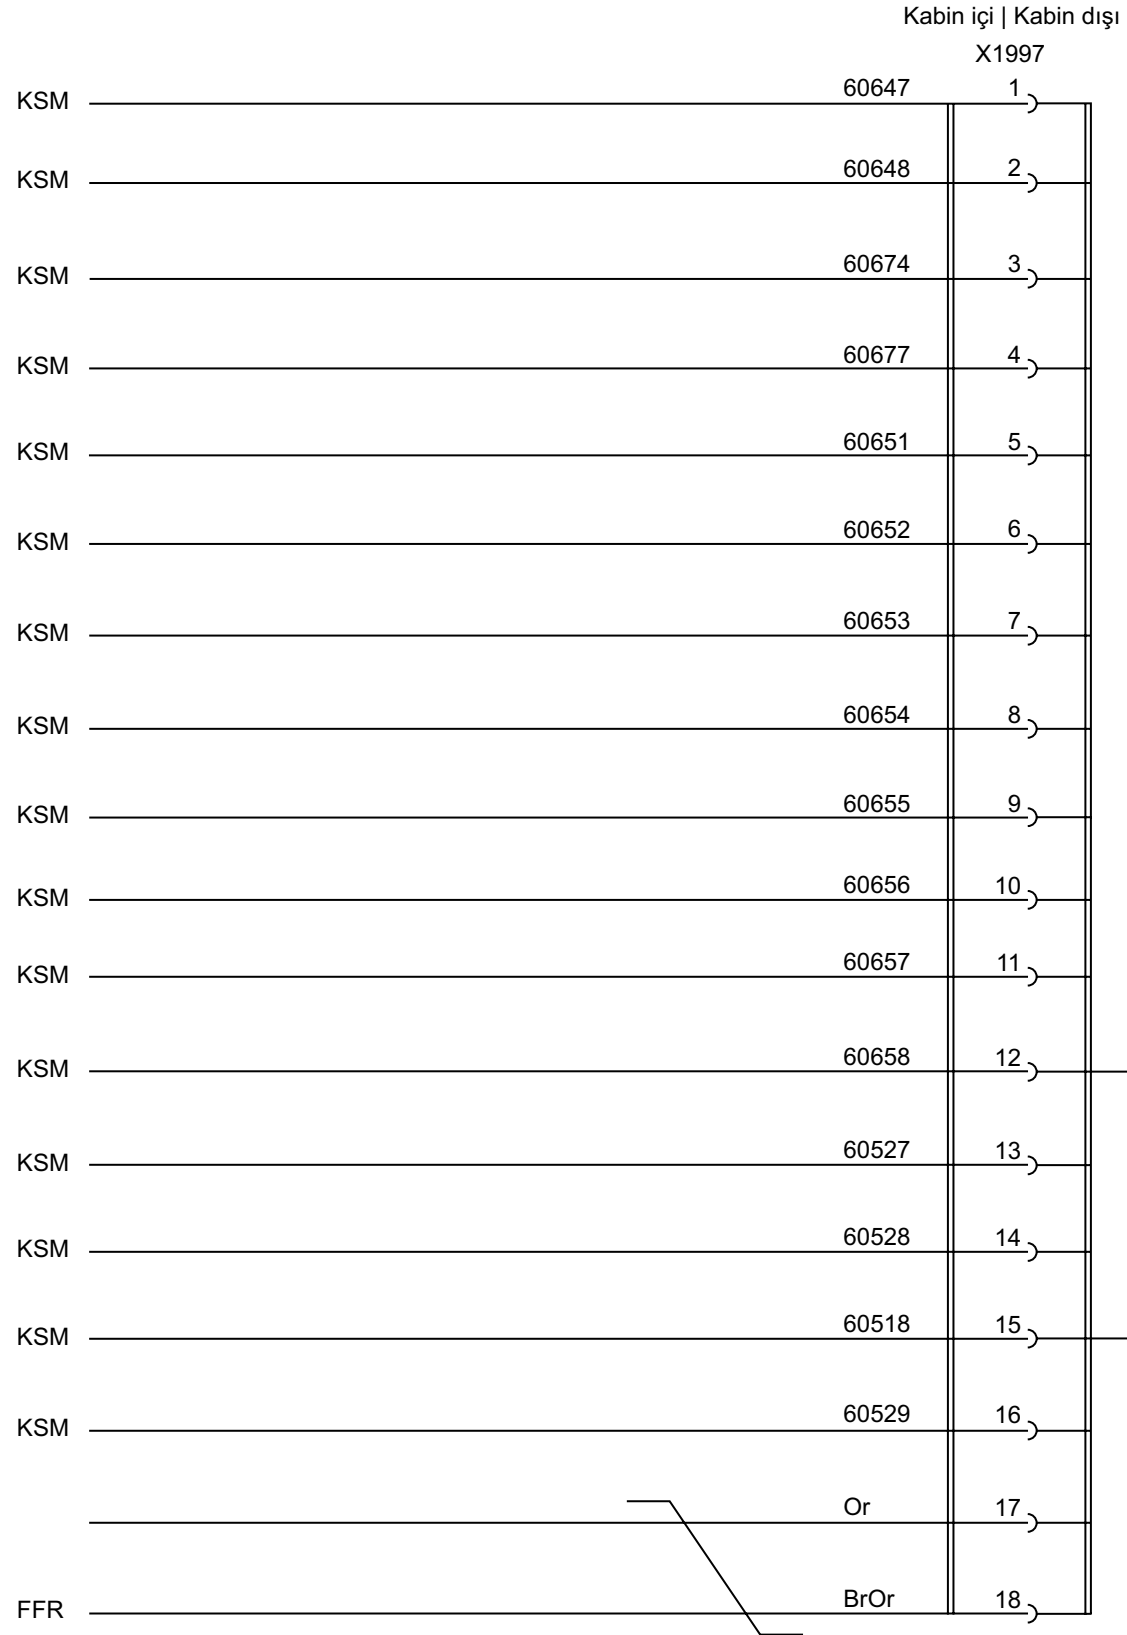 Kabin içi | Kabin dışı
X1997
KSM 60647 1
KSM 60648 2
KSM 60674 3
KSM 60677 4
KSM 60651 5
KSM 60652 6
KSM 60653 7
KSM 60654 8
KSM 60655 9
KSM 60656 10
KSM 60657 11
KSM 60658 12
KSM 60527 13
KSM 60528 14
KSM 60518 15
KSM 60529 16
Or 17
FFR BrOr 18